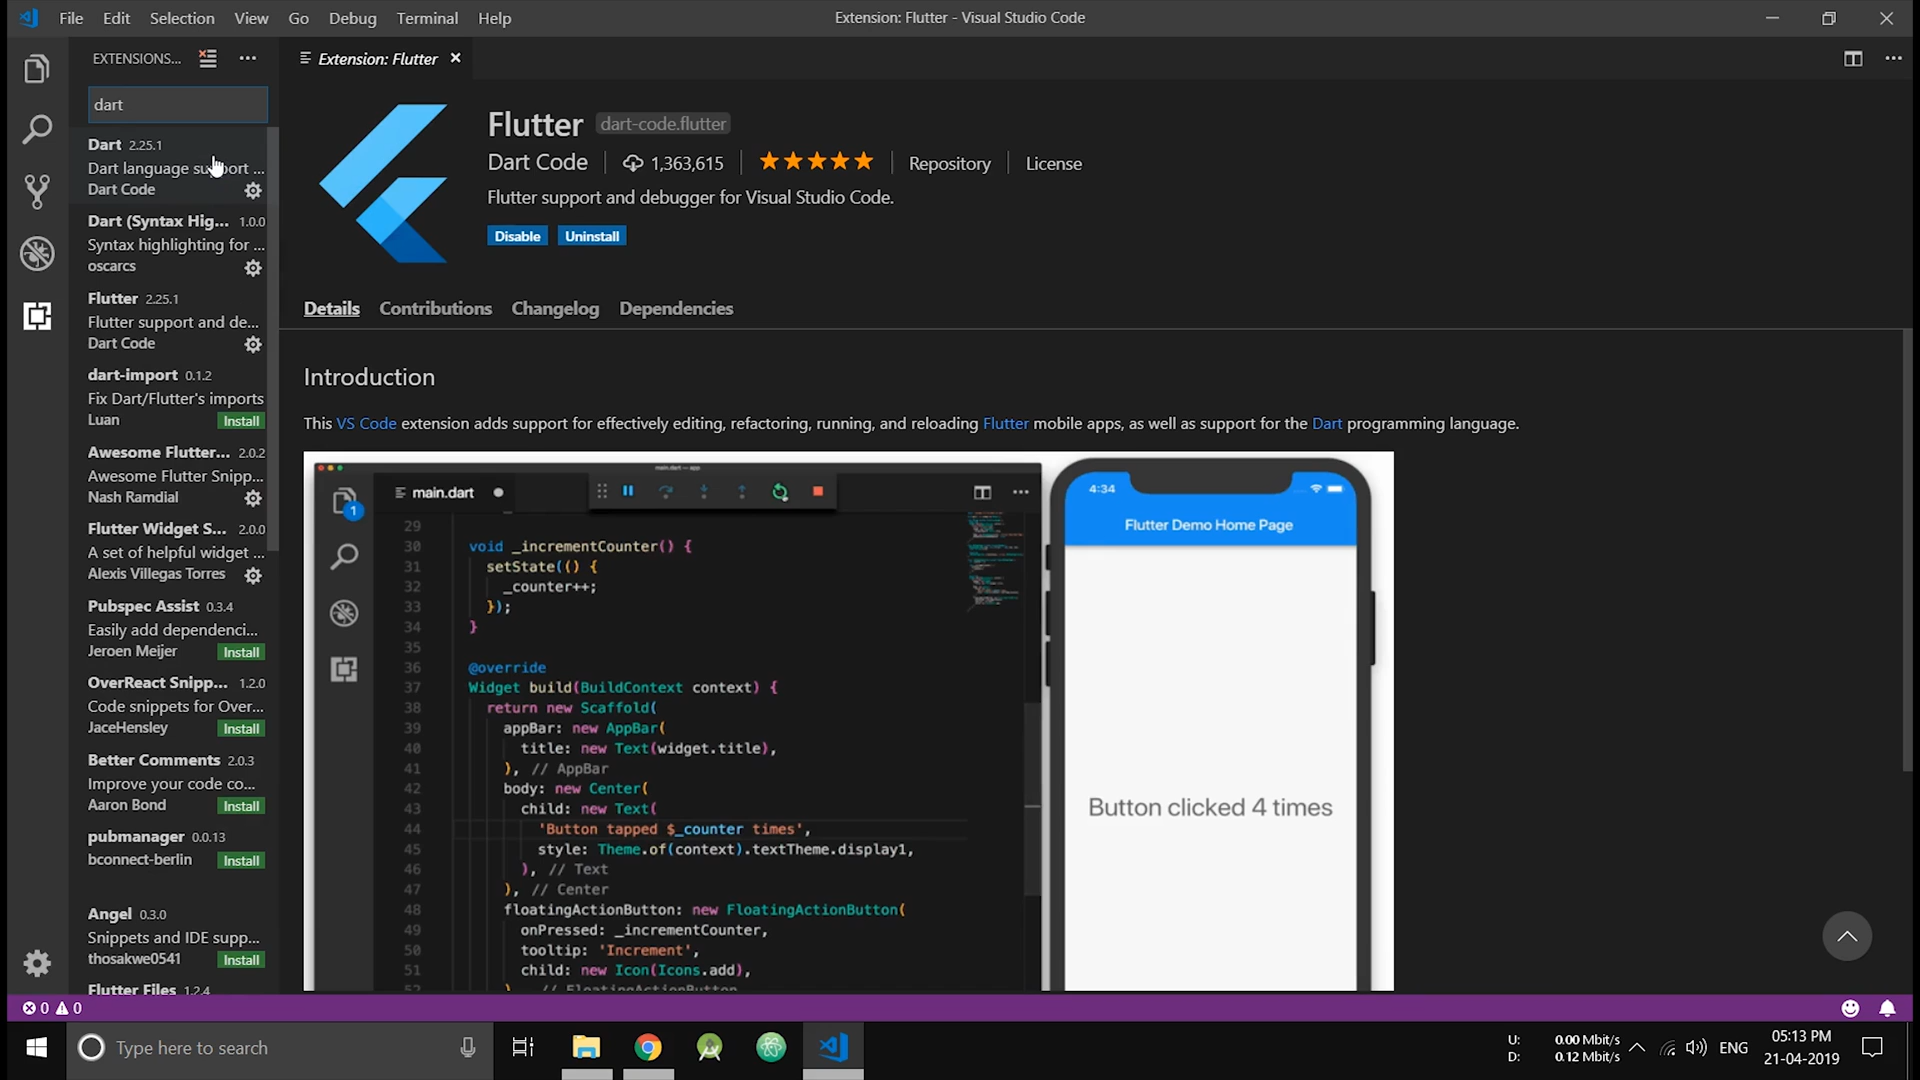 File Edit Selection View Go Debug Terminal Help
Extension: Flutter - Visual Studio Code
EXTENSIONS...
dart
Dart 2.25.1
Dart language support ...
Dart Code
Dart (Syntax Hig... 1.0.0
Syntax highlighting for ...
oscarcs
Flutter 2.25.1
Flutter support and de...
Dart Code
dart-import 0.1.2
Fix Dart/Flutter's imports
Luan Install
Awesome Flutter... 2.0.2
Awesome Flutter Snipp...
Nash Ramdial
Flutter Widget S... 2.0.0
A set of helpful widget ...
Alexis Villegas Torres
Pubspec Assist 0.3.4
Easily add dependenci...
Jeroen Meijer Install
OverReact Snipp... 1.2.0
Code snippets for Over...
JaceHensley Install
Better Comments 2.0.3
Improve your code co...
Aaron Bond Install
pubmanager 0.0.13
bconnect-berlin Install
Angel 0.3.0
Snippets and IDE supp...
thosakwe0541 Install
Flutter Files 1.2.4
Extension: Flutter
Flutter dart-code.flutter
Dart Code 1,363,615 Repository License
Flutter support and debugger for Visual Studio Code.
Disable Uninstall
Details Contributions Changelog Dependencies
Introduction
This VS Code extension adds support for effectively editing, refactoring, running, and reloading Flutter mobile apps, as well as support for the Dart programming language.
main.dart — app
main.dart
1
29
30 void _incrementCounter() {
31 setState(() {
32 _counter++;
33 });
34 }
35
36 @override
37 Widget build(BuildContext context) {
38 return new Scaffold(
39 appBar: new AppBar(
40 title: new Text(widget.title),
41 ), // AppBar
42 body: new Center(
43 child: new Text(
44 'Button tapped $_counter times',
45 style: Theme.of(context).textTheme.display1,
46 ), // Text
47 ), // Center
48 floatingActionButton: new FloatingActionButton(
49 onPressed: _incrementCounter,
50 tooltip: 'Increment',
51 child: new Icon(Icons.add),
52 ), // FloatingActionButton
4:34
Flutter Demo Home Page
Button clicked 4 times
0 0
Type here to search
U: 0.00 Mbit/s
D: 0.12 Mbit/s
ENG
05:13 PM
21-04-2019